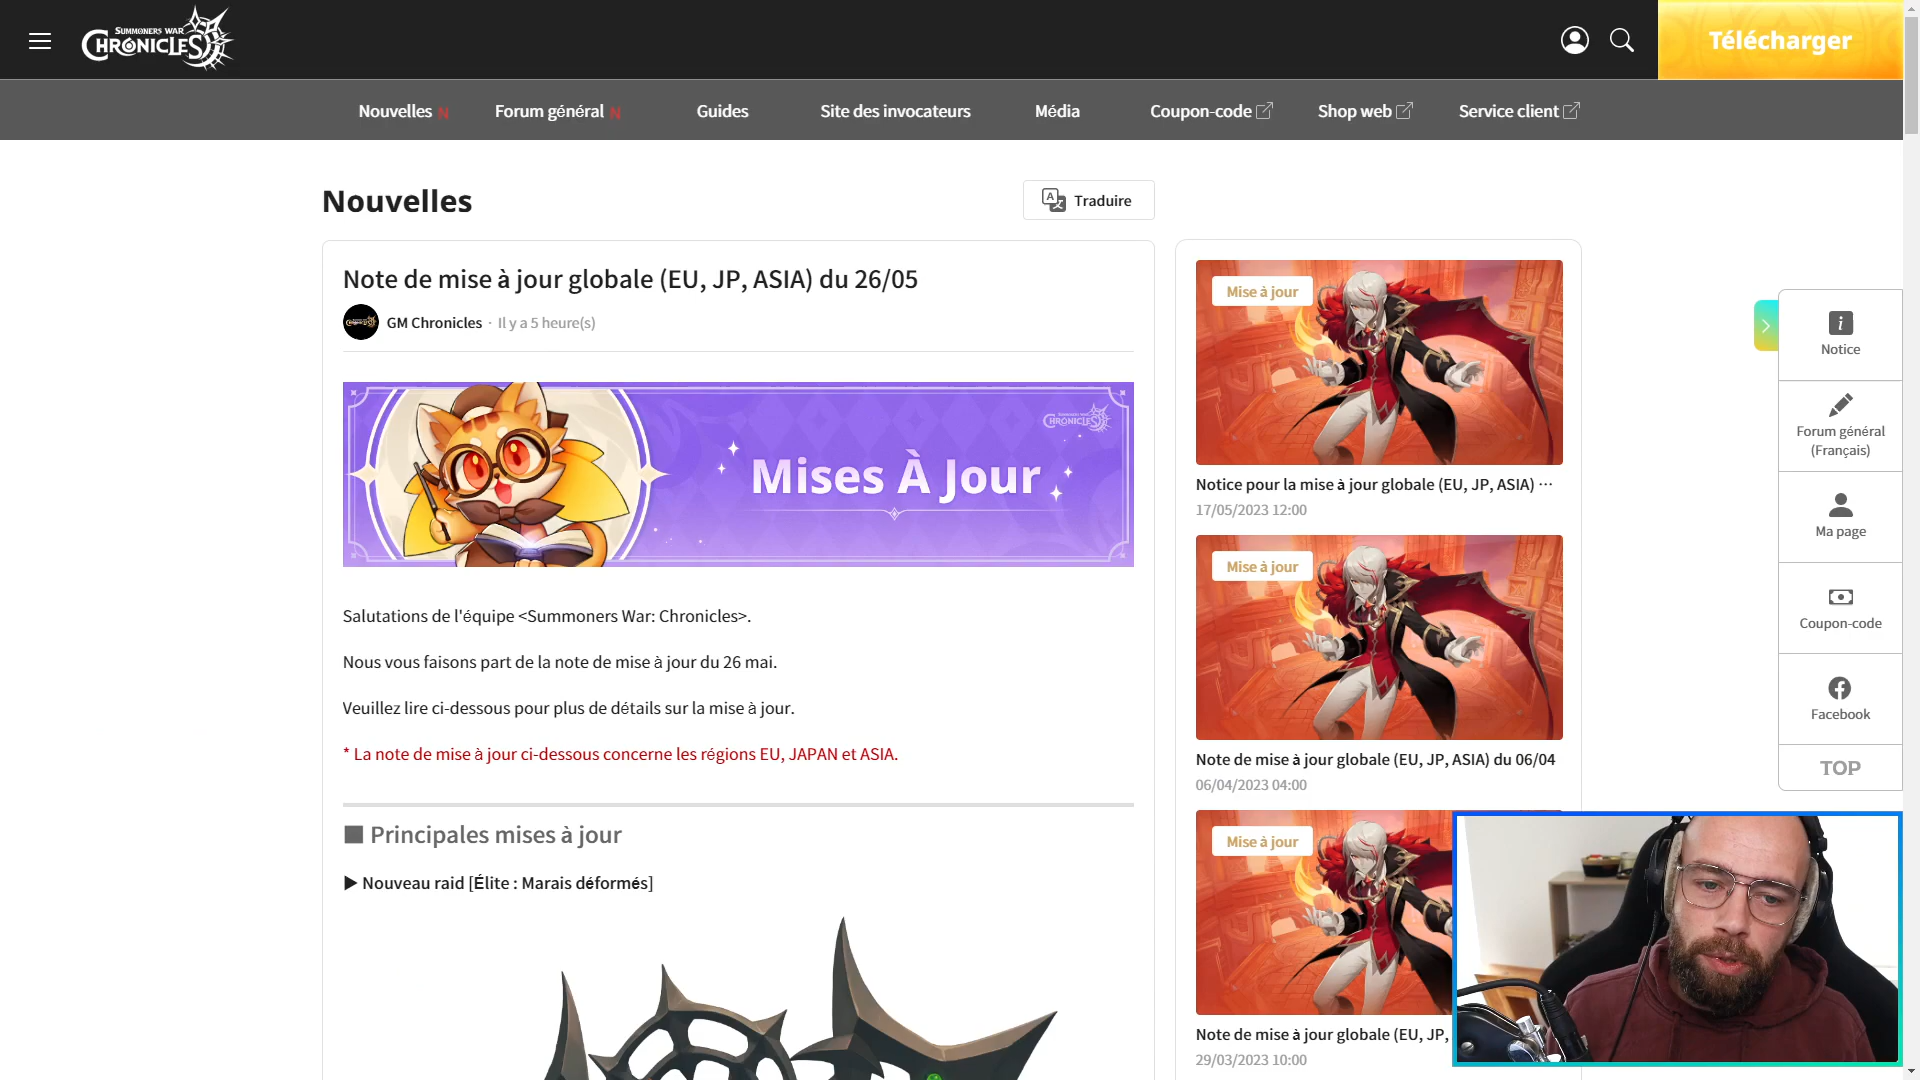 SUMMONERS WAR
CHRONICLES
Télécharger
Nouvelles N
Forum général N
Guides
Site des invocateurs
Média
Coupon-code
Shop web
Service client
Nouvelles
Traduire
Note de mise à jour globale (EU, JP, ASIA) du 26/05
GM Chronicles · Il y a 5 heure(s)
SUMMONERS WAR
CHRONICLES
Mises À Jour
Salutations de l'équipe <Summoners War: Chronicles>.
Nous vous faisons part de la note de mise à jour du 26 mai.
Veuillez lire ci-dessous pour plus de détails sur la mise à jour.
* La note de mise à jour ci-dessous concerne les régions EU, JAPAN et ASIA.
■ Principales mises à jour
▶ Nouveau raid [Élite : Marais déformés]
Mise à jour
Notice pour la mise à jour globale (EU, JP, ASIA) ···
17/05/2023 12:00
Mise à jour
Note de mise à jour globale (EU, JP, ASIA) du 06/04
06/04/2023 04:00
Mise à jour
Note de mise à jour globale (EU, JP,
29/03/2023 10:00
Notice
Forum général
(Français)
Ma page
Coupon-code
Facebook
TOP